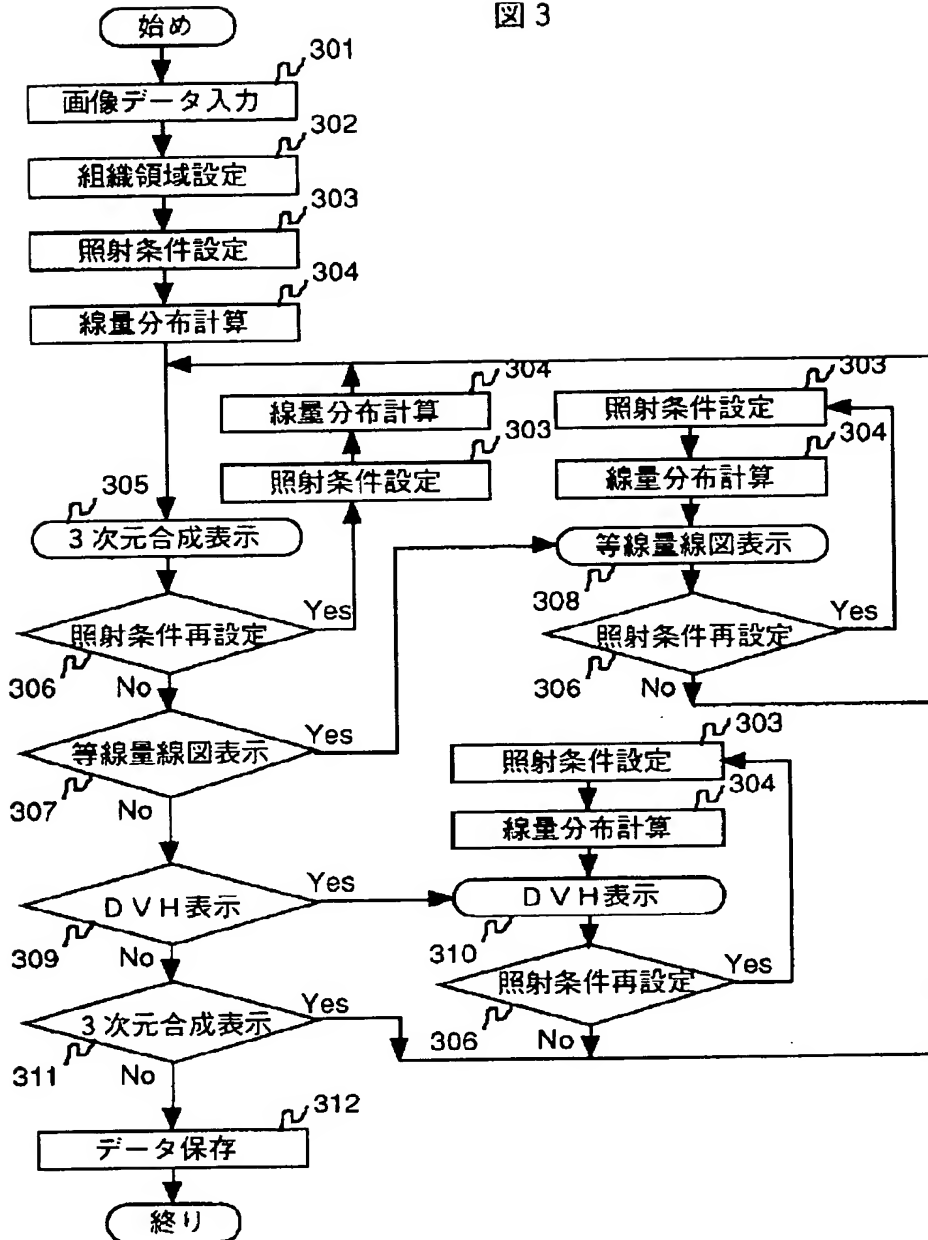 図3
始め
301
画像データ入力
302
組織領域設定
303
照射条件設定
304
線量分布計算
304
線量分布計算
303
照射条件設定
303
照射条件設定
304
線量分布計算
305
3次元合成表示
等線量線図表示
308
照射条件再設定
Yes
306
No
照射条件再設定
Yes
306
No
等線量線図表示
Yes
307
No
303
照射条件設定
304
線量分布計算
DVH表示
Yes
309
No
DVH表示
310
照射条件再設定
Yes
306
No
3次元合成表示
Yes
311
No
312
データ保存
終り